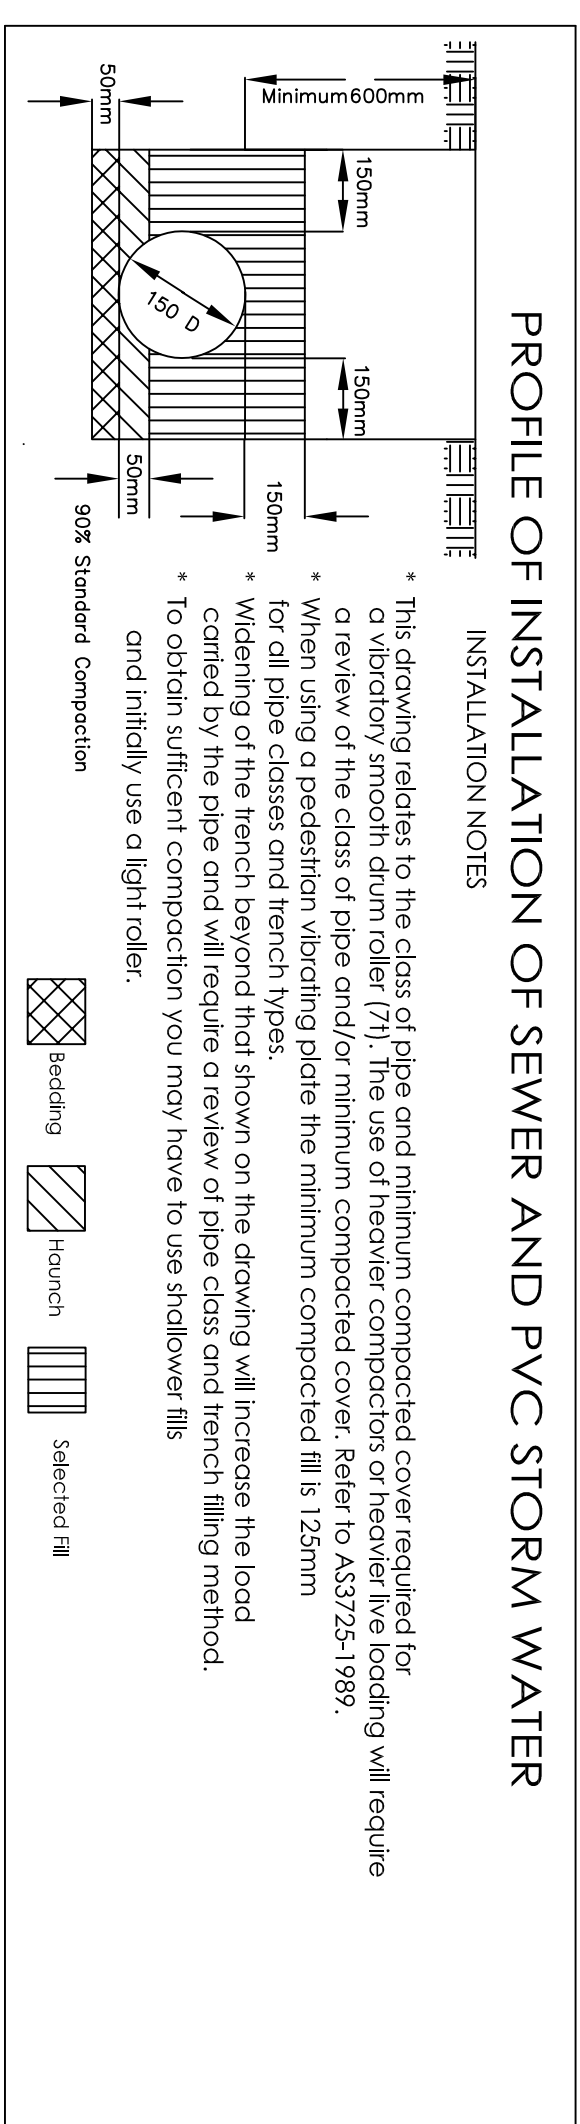 PROFILE OF INSTALLATION OF SEWER AND PVC STORM WATER
INSTALLATION NOTES
Minimum600mm
150mm
150mm
150 D
50mm
150mm
50mm
90% Standard Compaction
* This drawing relates to the class of pipe and minimum compacted cover required for
a vibratory smooth drum roller (7t). The use of heavier compactors or heavier live loading will require
a review of the class of pipe and/or minimum compacted cover. Refer to AS3725-1989.
* When using a pedestrian vibrating plate the minimum compacted fill is 125mm
for all pipe classes and trench types.
* Widening of the trench beyond that shown on the drawing will increase the load
carried by the pipe and will require a review of pipe class and trench filling method.
* To obtain sufficent compaction you may have to use shallower fills
and initially use a light roller.
Bedding
Haunch
Selected Fill